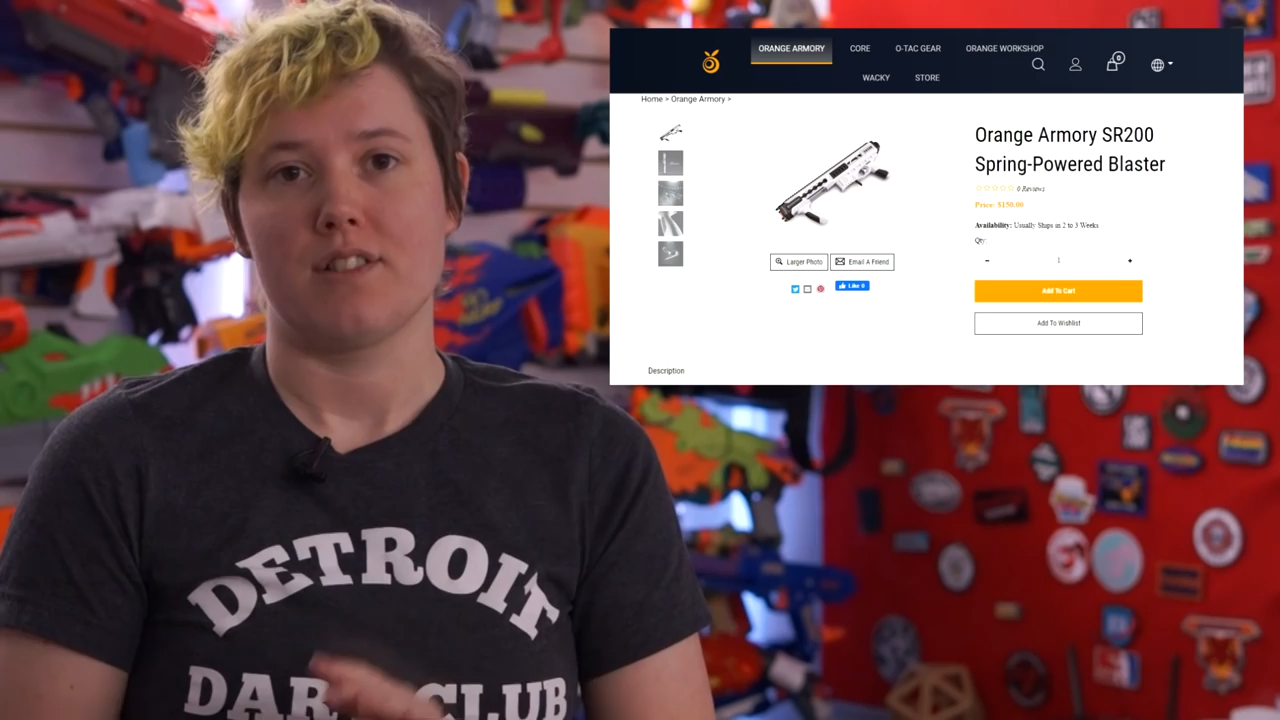 ORANGE ARMORY
CORE
O-TAC GEAR
ORANGE WORKSHOP
0
WACKY
STORE
Home > Orange Armory >
Orange Armory SR200
Spring-Powered Blaster
0 Reviews
Price: $150.00
Availability: Usually Ships in 2 to 3 Weeks
Qty:
1
Larger Photo
Email A Friend
Like 0
Add To Cart
Add To Wishlist
Description
DETROIT
DART CLUB